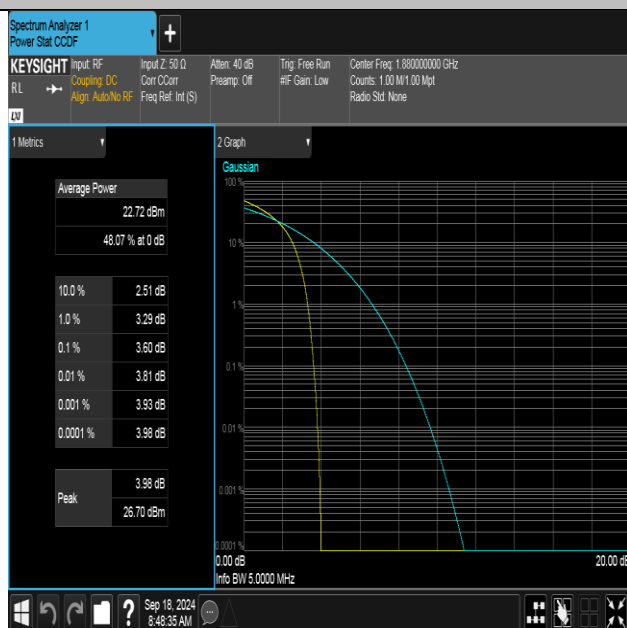 Spectrum Analyzer 1
Power Stat CCDF
+
KEYSIGHT
RL
LXI
Input: RF
Coupling: DC
Align: Auto/No RF
Input Z: 50 Ω
Corr CCorr
Freq Ref: Int (S)
Atten: 40 dB
Preamp: Off
Trig: Free Run
#IF Gain: Low
Center Freq: 1.880000000 GHz
Counts: 1.00 M/1.00 Mpt
Radio Std: None
1 Metrics
Average Power
22.72 dBm
48.07 % at 0 dB
10.0 % 2.51 dB
1.0 % 3.29 dB
0.1 % 3.60 dB
0.01 % 3.81 dB
0.001 % 3.93 dB
0.0001 % 3.98 dB
Peak
3.98 dB
26.70 dBm
2 Graph
Gaussian
100 %
10 %
1 %
0.1 %
0.01 %
0.001 %
0.0001 %
0.00 dB
20.00 dB
Info BW 5.0000 MHz
?
Sep 18, 2024
8:48:35 AM